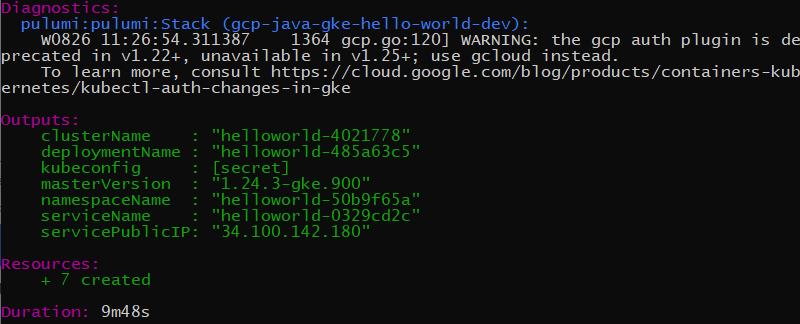 Diagnostics:
  pulumi:pulumi:Stack (gcp-java-gke-hello-world-dev):
    W0826 11:26:54.311387    1364 gcp.go:120] WARNING: the gcp auth plugin is de
precated in v1.22+, unavailable in v1.25+; use gcloud instead.
    To learn more, consult https://cloud.google.com/blog/products/containers-kub
ernetes/kubectl-auth-changes-in-gke
Outputs:
    clusterName    : "helloworld-4021778"
    deploymentName : "helloworld-485a63c5"
    kubeconfig     : [secret]
    masterVersion  : "1.24.3-gke.900"
    namespaceName  : "helloworld-50b9f65a"
    serviceName    : "helloworld-0329cd2c"
    servicePublicIP: "34.100.142.180"
Resources:
    + 7 created
Duration: 9m48s